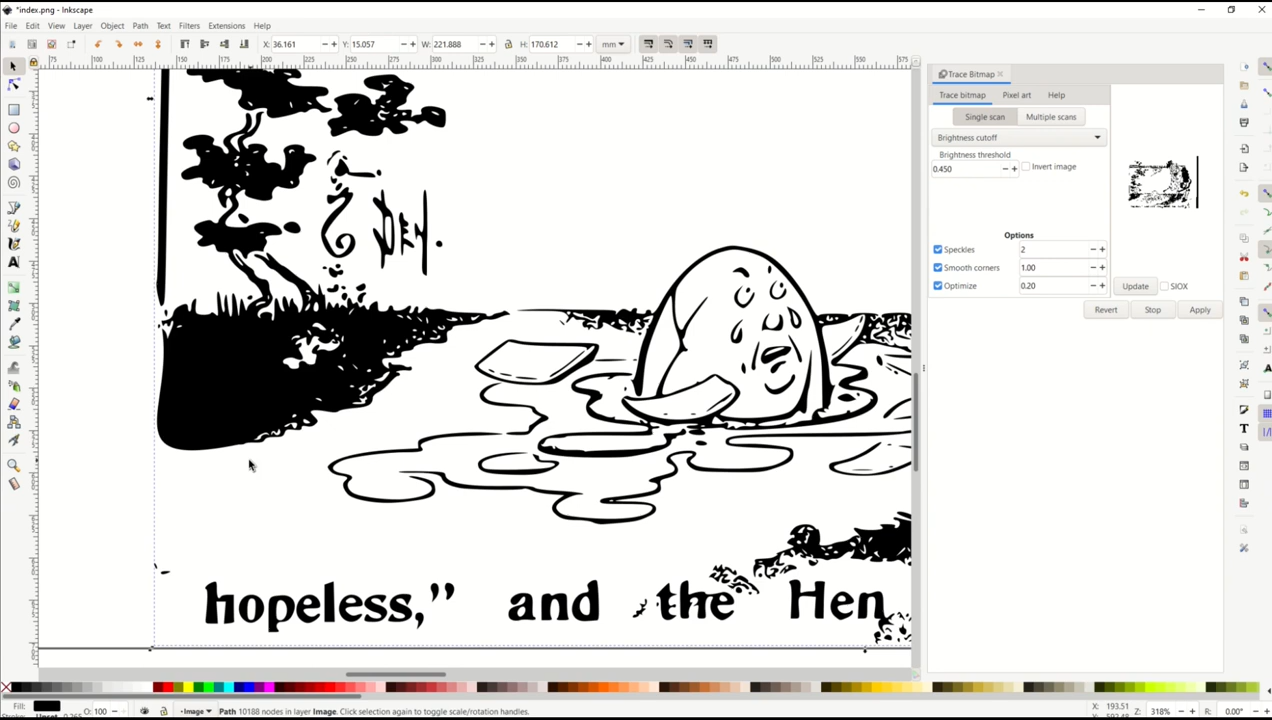 *index.png - Inkscape
File Edit View Layer Object Path Text Filters Extensions Help
X: 36.161 − + Y: 15.057 − + W: 221.888 − + H: 170.612 − + mm
Trace Bitmap
Trace bitmap Pixel art Help
Single scan Multiple scans
Brightness cutoff
Brightness threshold
0.450 − + Invert image
Options
Speckles 2 − +
Smooth corners 1.00 − +
Optimize 0.20 − + Update SIOX
Revert Stop Apply
hopeless,” and the Hen
Fill: O: 100 − + Image Path 10188 nodes in layer Image. Click selection again to toggle scale/rotation handles. X: 193.51 Z: 318% − + R: 0.00° − +